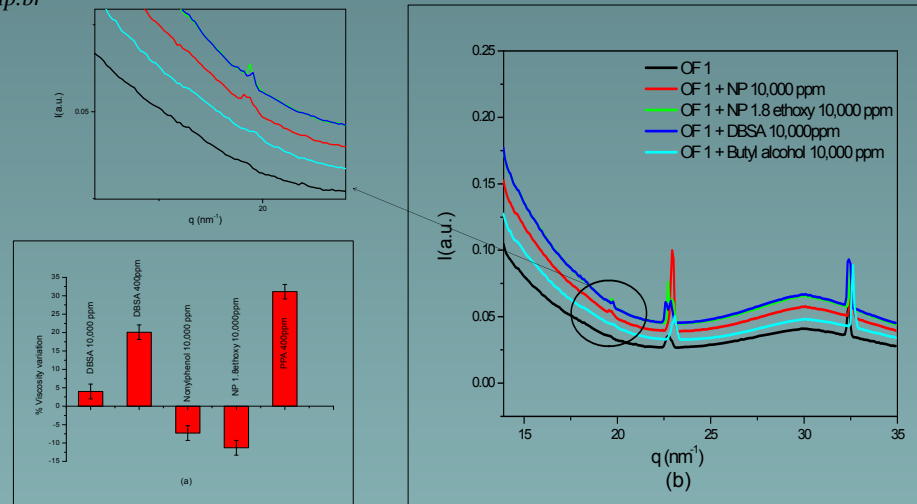 I(a.u.)
0.05
20
q (nm-1)
0.25
0.20
0.15
0.10
0.05
0.00
I(a.u.)
OF 1
OF 1 + NP 10,000 ppm
OF 1 + NP 1.8 ethoxy 10,000 ppm
OF 1 + DBSA 10,000ppm
OF 1 + Butyl alcohol 10,000 ppm
15 20 25 30 35
q (nm-1)
(b)
% Viscosity variation
35
30
25
20
15
10
5
0
-5
-10
-15
DBSA 10,000 ppm
DBSA 400ppm
Nonylphenol 10,000 ppm
NP 1.8ethoxy 10,000ppm
PPA 400ppm
(a)